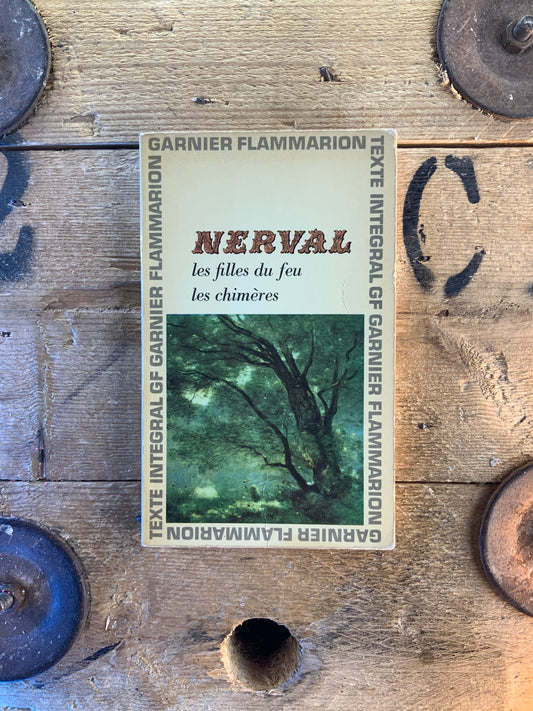 GARNIER FLAMMARION
TEXTE INTEGRAL GF GARNIER FLAMMARION
NERVAL
les filles du feu
les chimères
TEXTE INTEGRAL GF GARNIER FLAMMARION
GARNIER FLAMMARION
C